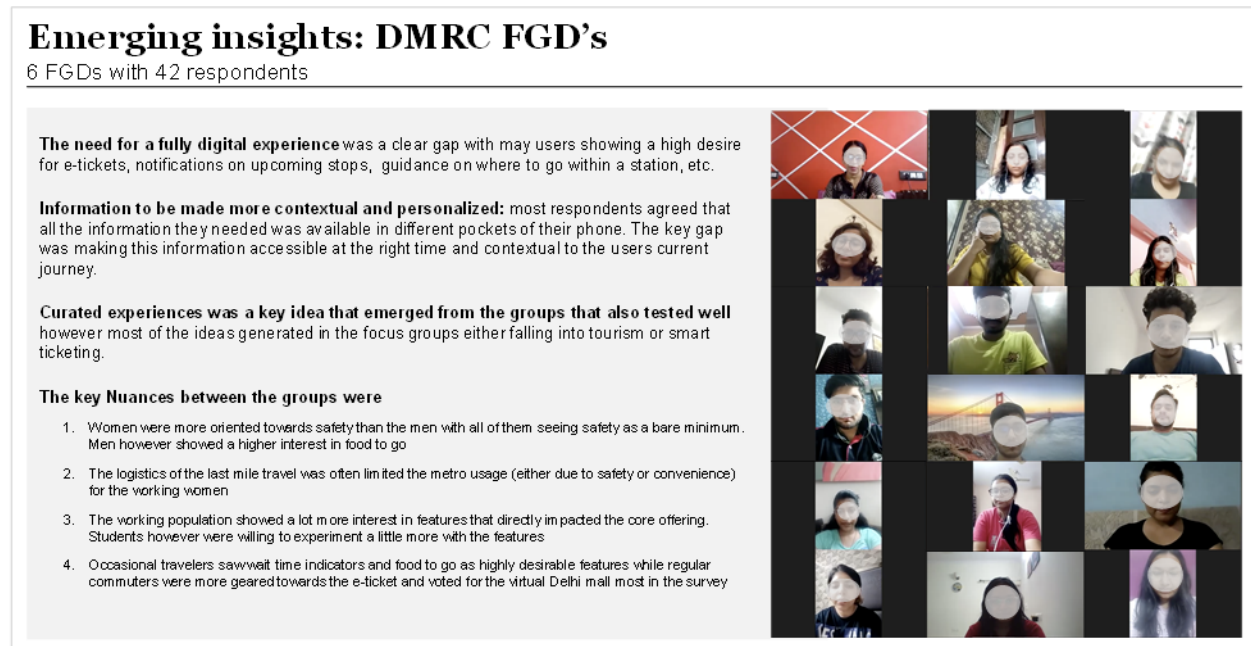 Emerging insights: DMRC FGD's
6 FGDs with 42 respondents
The need for a fully digital experience was a clear gap with may users showing a high desire
for e-tickets, notifications on upcoming stops, guidance on where to go within a station, etc.
Information to be made more contextual and personalized: most respondents agreed that
all the information they needed was available in different pockets of their phone. The key gap
was making this information accessible at the right time and contextual to the users current
journey.
Curated experiences was a key idea that emerged from the groups that also tested well
however most of the ideas generated in the focus groups either falling into tourism or smart
ticketing.
The key Nuances between the groups were
1. Women were more oriented towards safety than the men with all of them seeing safety as a bare minimum.
Men however showed a higher interest in food to go
2. The logistics of the last mile travel was often limited the metro usage (either due to safety or convenience)
for the working women
3. The working population showed a lot more interest in features that directly impacted the core offering.
Students however were willing to experiment a little more with the features
4. Occasional travelers sawwait time indicators and food to go as highly desirable features while regular
commuters were more geared towards the e-ticket and voted for the virtual Delhi mall most in the survey